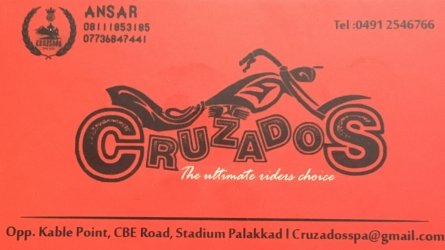 ANSAR
08111853185
07736847441
Tel :0491 2546766
CRUZADOS
The ultimate riders choice
Opp. Kable Point, CBE Road, Stadium Palakkad l Cruzadosspa@gmail.com